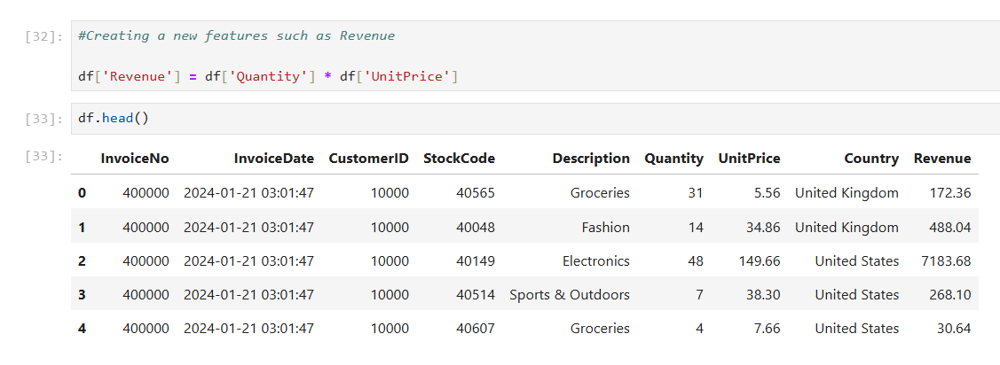 [32]: #Creating a new features such as Revenue
df['Revenue'] = df['Quantity'] * df['UnitPrice']
[33]: df.head()
[33]: InvoiceNo InvoiceDate CustomerID StockCode Description Quantity UnitPrice Country Revenue
0 400000 2024-01-21 03:01:47 10000 40565 Groceries 31 5.56 United Kingdom 172.36
1 400000 2024-01-21 03:01:47 10000 40048 Fashion 14 34.86 United Kingdom 488.04
2 400000 2024-01-21 03:01:47 10000 40149 Electronics 48 149.66 United States 7183.68
3 400000 2024-01-21 03:01:47 10000 40514 Sports & Outdoors 7 38.30 United States 268.10
4 400000 2024-01-21 03:01:47 10000 40607 Groceries 4 7.66 United States 30.64